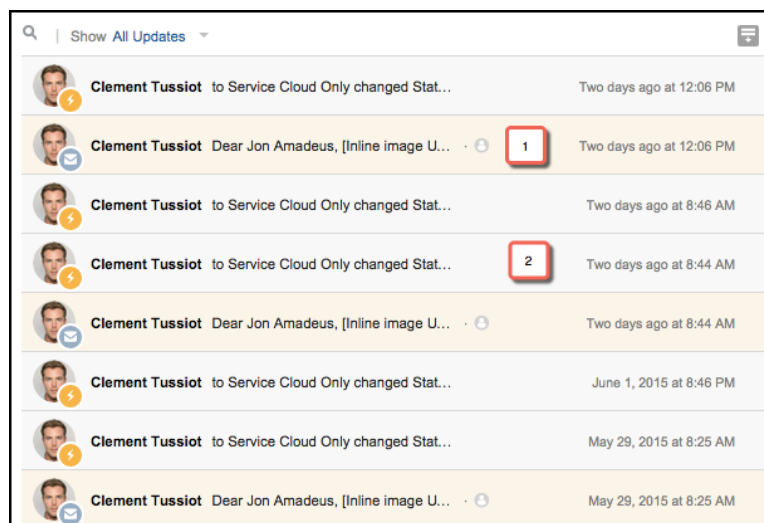 Show All Updates
Clement Tussiot to Service Cloud Only changed Stat... Two days ago at 12:06 PM
Clement Tussiot Dear Jon Amadeus, [Inline image U... · 1 Two days ago at 12:06 PM
Clement Tussiot to Service Cloud Only changed Stat... Two days ago at 8:46 AM
Clement Tussiot to Service Cloud Only changed Stat... 2 Two days ago at 8:44 AM
Clement Tussiot Dear Jon Amadeus, [Inline image U... · Two days ago at 8:44 AM
Clement Tussiot to Service Cloud Only changed Stat... June 1, 2015 at 8:46 PM
Clement Tussiot to Service Cloud Only changed Stat... May 29, 2015 at 8:25 AM
Clement Tussiot Dear Jon Amadeus, [Inline image U... · May 29, 2015 at 8:25 AM